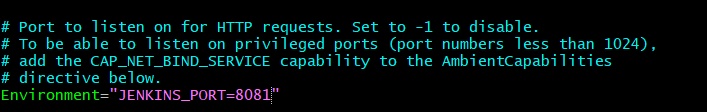 # Port to listen on for HTTP requests. Set to -1 to disable.
# To be able to listen on privileged ports (port numbers less than 1024),
# add the CAP_NET_BIND_SERVICE capability to the AmbientCapabilities
# directive below.
Environment="JENKINS_PORT=8081"